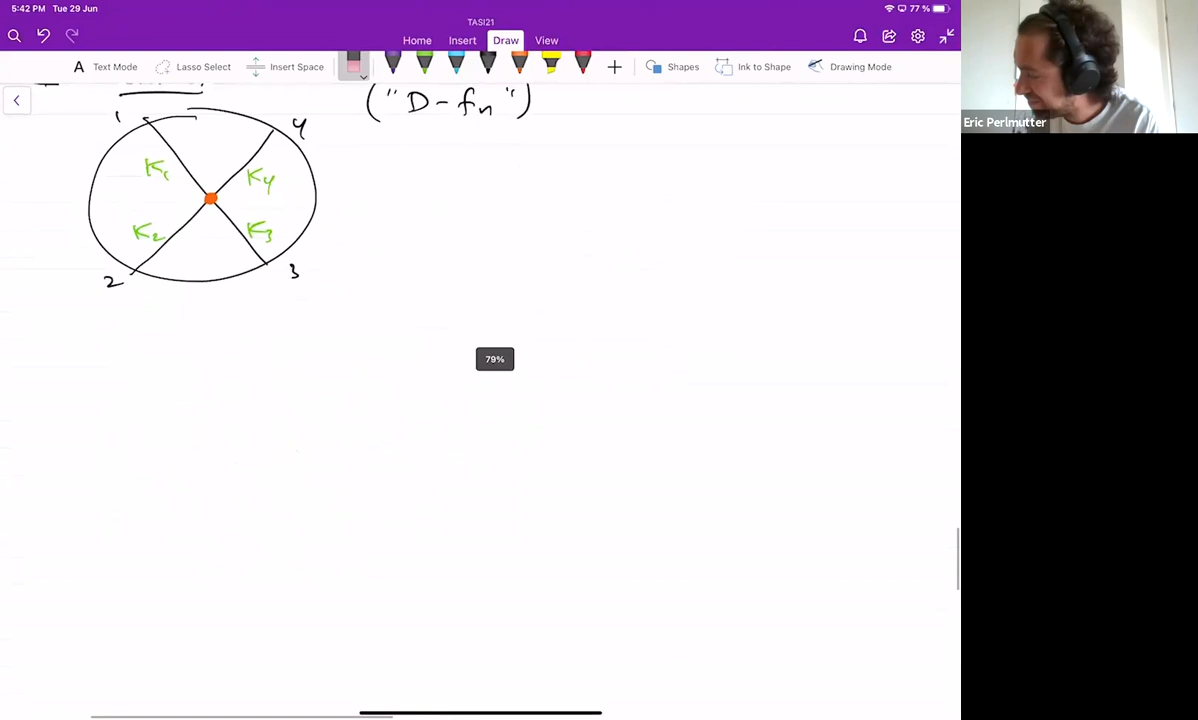 5:42 PM Tue 29 Jun
77 %
TASI21
Home Insert Draw View
Text Mode Lasso Select Insert Space Shapes Ink to Shape Drawing Mode
("D-fn")
1 4
K1 K4
K2 K3
2 3
79%
Eric Perlmutter